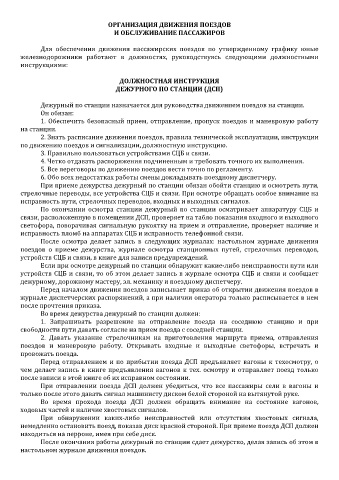 ОРГАНИЗАЦИЯ ДВИЖЕНИЯ ПОЕЗДОВ
И ОБСЛУЖИВАНИЕ ПАССАЖИРОВ
Для обеспечения движения пассажирских поездов по утвержденному графику юные
железнодорожники работают в должностях, руководствуясь следующими должностными
инструкциями:
ДОЛЖНОСТНАЯ ИНСТРУКЦИЯ
ДЕЖУРНОГО ПО СТАНЦИИ (ДСП)
Дежурный по станции назначается для руководства движением поездов на станции.
Он обязан:
1. Обеспечить безопасный прием, отправление, пропуск поездов и маневровую работу
на станции.
2. Знать расписание движения поездов, правила технической эксплуатации, инструкции
по движению поездов и сигнализации, должностную инструкцию.
3. Правильно пользоваться устройствами СЦБ и связи.
4. Четко отдавать распоряжения подчиненным и требовать точного их выполнения.
5. Все переговоры по движению поездов вести точно по регламенту.
6. Обо всех недостатках работы смены докладывать поездному диспетчеру.
При приеме дежурства дежурный по станции обязан обойти станцию и осмотреть пути,
стрелочные переводы, все устройства СЦБ и связи. При осмотре обращает особое внимание на
исправность пути, стрелочных переводов, входных и выходных сигналов.
По окончании осмотра станции дежурный по станции осматривает аппаратуру СЦБ и
связи, расположенную в помещении ДСП, проверяет на табло показания входного и выходного
светофора, поворачивая сигнальную рукоятку на прием и отправление, проверяет наличие и
исправность пломб на аппаратах СЦБ и исправность телефонной связи.
После осмотра делает запись в следующих журналах: настольном журнале движения
поездов о приеме дежурства, журнале осмотра станционных путей, стрелочных переводов,
устройств СЦБ и связи, в книге для записи предупреждений.
Если при осмотре дежурный по станции обнаружит какие-либо неисправности пути или
устройств СЦБ и связи, то об этом делает запись в журнале осмотра СЦБ и связи и сообщает
дежурному, дорожному мастеру, эл. механику и поездному диспетчеру.
Перед началом движения поездов записывает приказ об открытии движения поездов в
журнале диспетчерских распоряжений, а при наличии оператора только расписывается в нем
после прочтения приказа.
Во время дежурства дежурный по станции должен:
1. Запрашивать разрешение на отправление поезда на соседнюю станцию и при
свободности пути давать согласие на прием поезда с соседней станции.
2. Давать указание стрелочникам на приготовления маршрута приема, отправления
поездов и маневровую работу. Открывать входные и выходные светофоры, встречать и
провожать поезда.
Перед отправлением и по прибытии поезда ДСП предъявляет вагоны к техосмотру, о
чем делает запись в книге предъявления вагонов к тех. осмотру и отправляет поезд только
после записи в этой книге об их исправном состоянии.
При отправлении поезда ДСП должен убедиться, что все пассажиры сели в вагоны и
только после этого давать сигнал машинисту диском белой стороной на вытянутой руке.
Во время прохода поезда ДСП должен обращать внимание на состояние вагонов,
ходовых частей и наличие хвостовых сигналов.
При обнаружении каких-либо неисправностей или отсутствия хвостовых сигнала,
немедленно остановить поезд, показав диск красной стороной. При приеме поезда ДСП должен
находиться на перроне, имея при себе диск.
После окончания работы дежурный по станции сдает дежурство, делая запись об этом в
настольном журнале движения поездов.